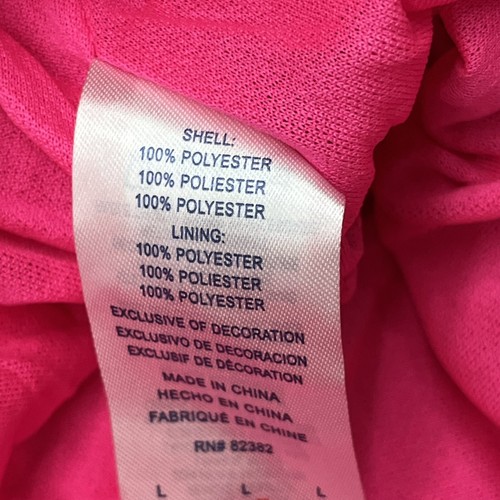 SHELL:
100% POLYESTER
100% POLIESTER
100% POLYESTER
LINING:
100% POLYESTER
100% POLIESTER
100% POLYESTER
EXCLUSIVE OF DECORATION
EXCLUSIVO DE DECORACION
EXCLUSIF DE DÉCORATION
MADE IN CHINA
HECHO EN CHINA
FABRIQUÉ EN CHINE
RN# 82382
L L L